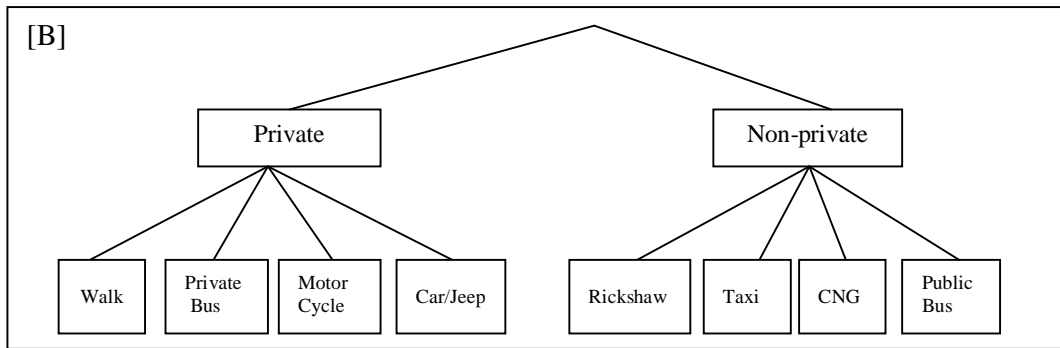 [B]
Private
Non-private
Walk
Private
Bus
Motor
Cycle
Car/Jeep
Rickshaw
Taxi
CNG
Public
Bus